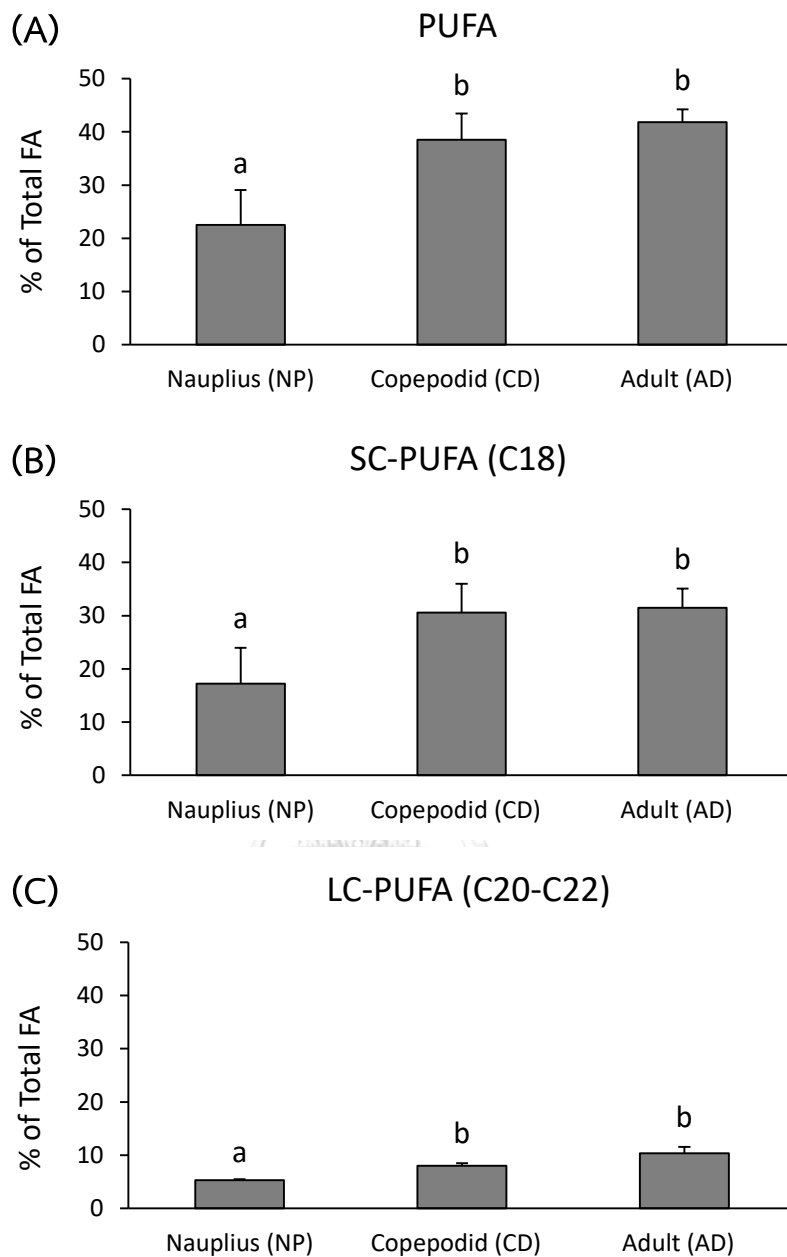 (A) PUFA
50
40
30
20
10
0
% of Total FA
a
b
b
Nauplius (NP) Copepodid (CD) Adult (AD)
(B) SC-PUFA (C18)
50
40
30
20
10
0
% of Total FA
a
b
b
Nauplius (NP) Copepodid (CD) Adult (AD)
(C) LC-PUFA (C20-C22)
50
40
30
20
10
0
% of Total FA
a
b
b
Nauplius (NP) Copepodid (CD) Adult (AD)